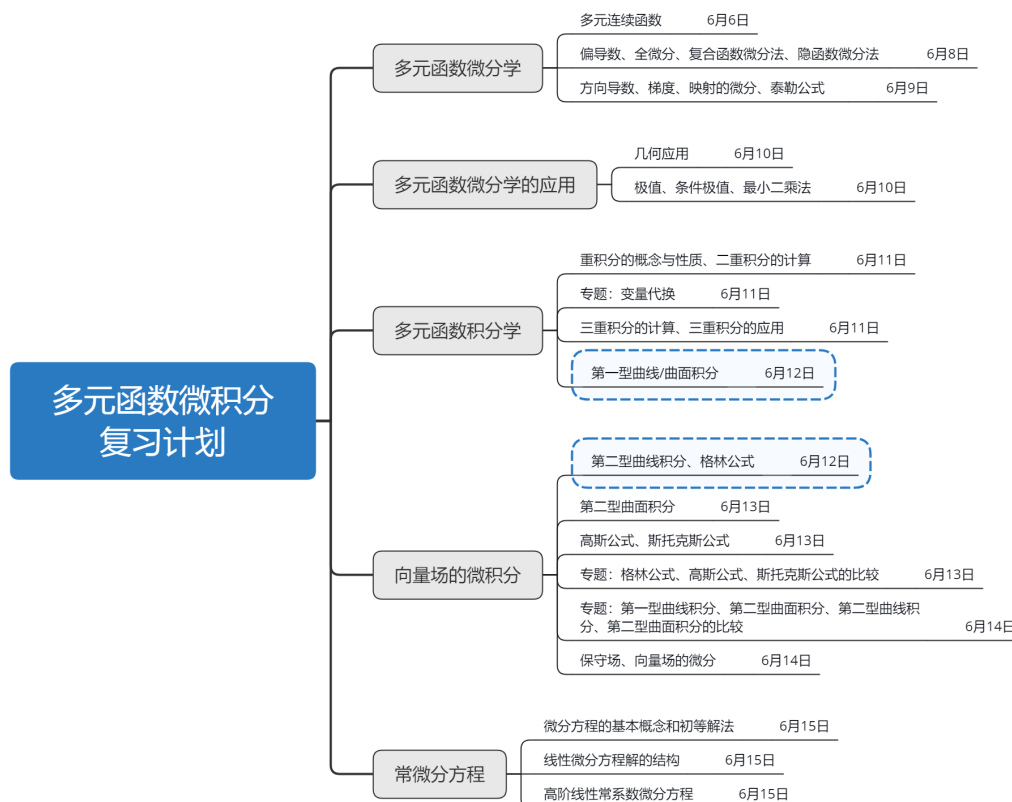 多元函数微积分
复习计划
多元函数微分学
多元连续函数 6月6日
偏导数、全微分、复合函数微分法、隐函数微分法 6月8日
方向导数、梯度、映射的微分、泰勒公式 6月9日
多元函数微分学的应用
几何应用 6月10日
极值、条件极值、最小二乘法 6月10日
多元函数积分学
重积分的概念与性质、二重积分的计算 6月11日
专题：变量代换 6月11日
三重积分的计算、三重积分的应用 6月11日
第一型曲线/曲面积分 6月12日
向量场的微积分
第二型曲线积分、格林公式 6月12日
第二型曲面积分 6月13日
高斯公式、斯托克斯公式 6月13日
专题：格林公式、高斯公式、斯托克斯公式的比较 6月13日
专题：第一型曲线积分、第二型曲面积分、第二型曲线积
分、第二型曲面积分的比较 6月14日
保守场、向量场的微分 6月14日
常微分方程
微分方程的基本概念和初等解法 6月15日
线性微分方程解的结构 6月15日
高阶线性常系数微分方程 6月15日